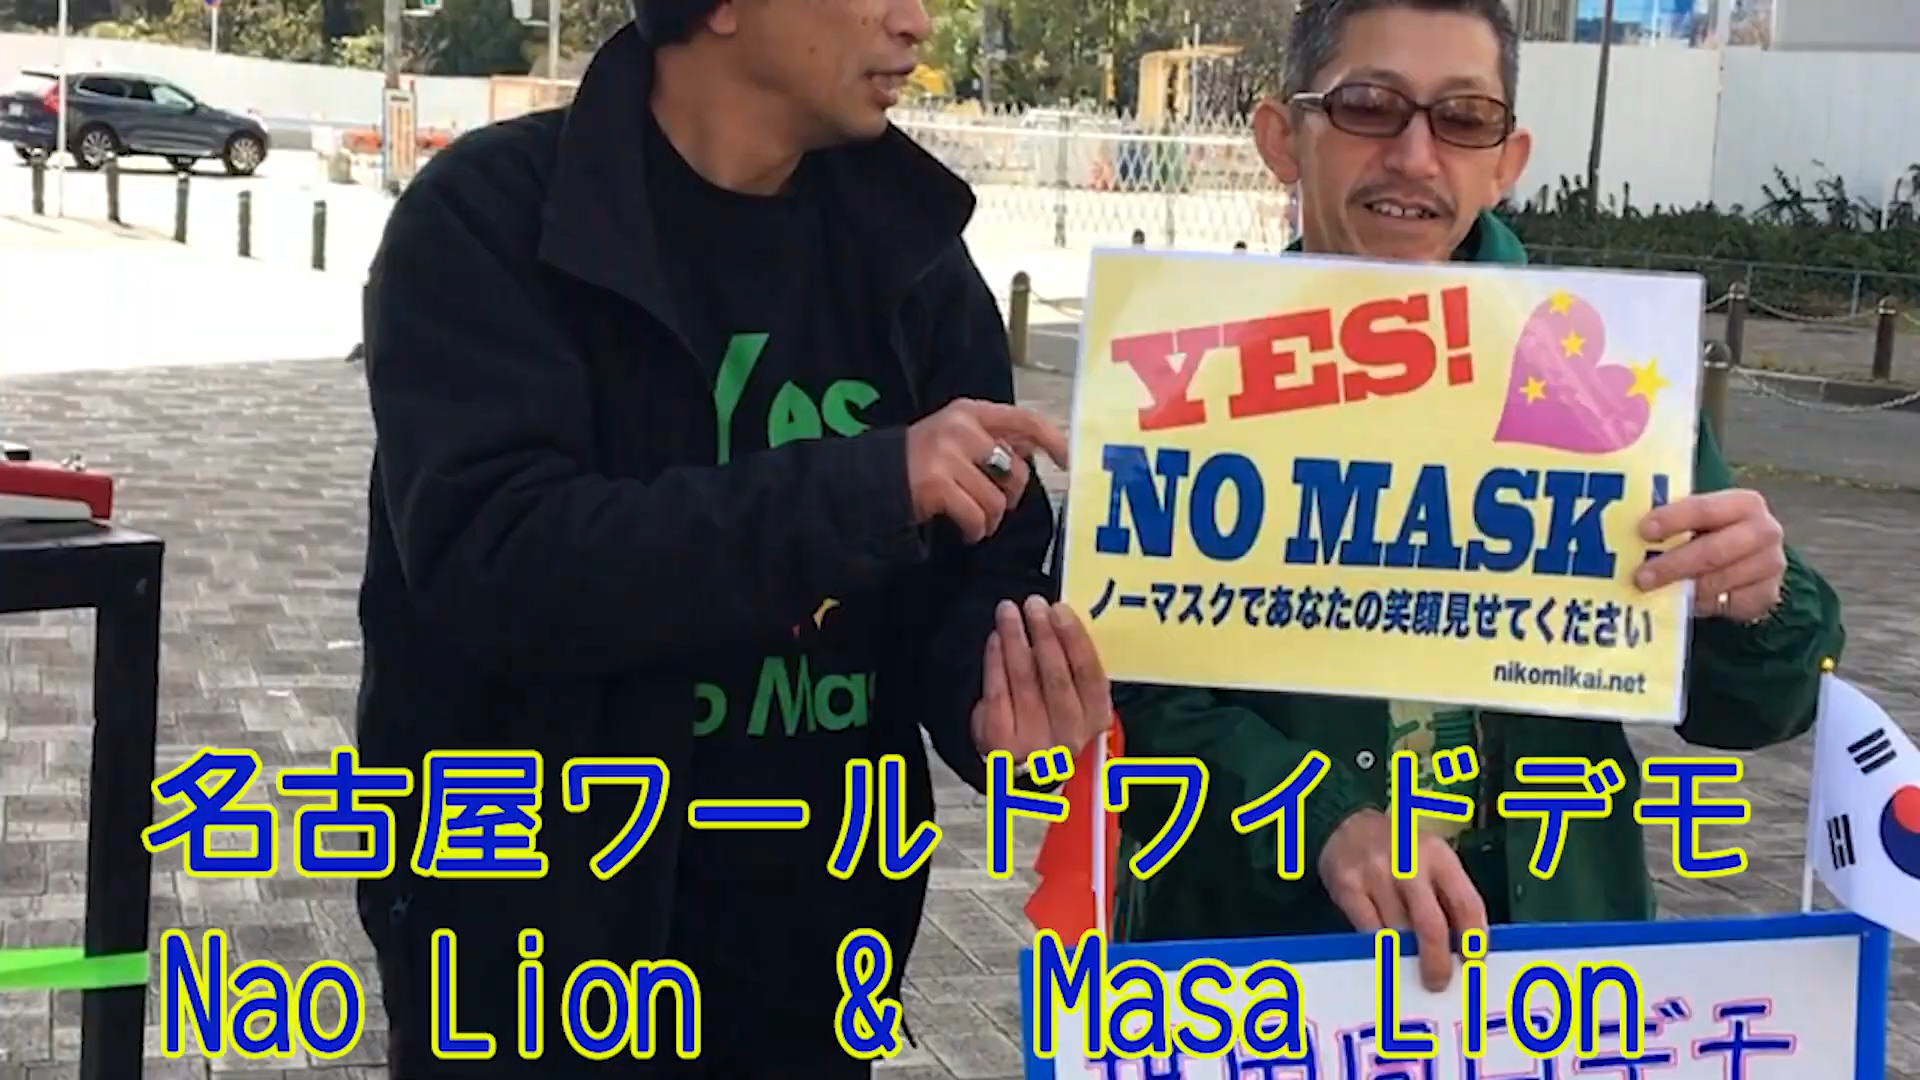 Yes
YES!
NO MASK!
ノーマスクであなたの笑顔見せてください
nikomikai.net
名古屋ワールドワイドデモ
Nao Lion & Masa Lion